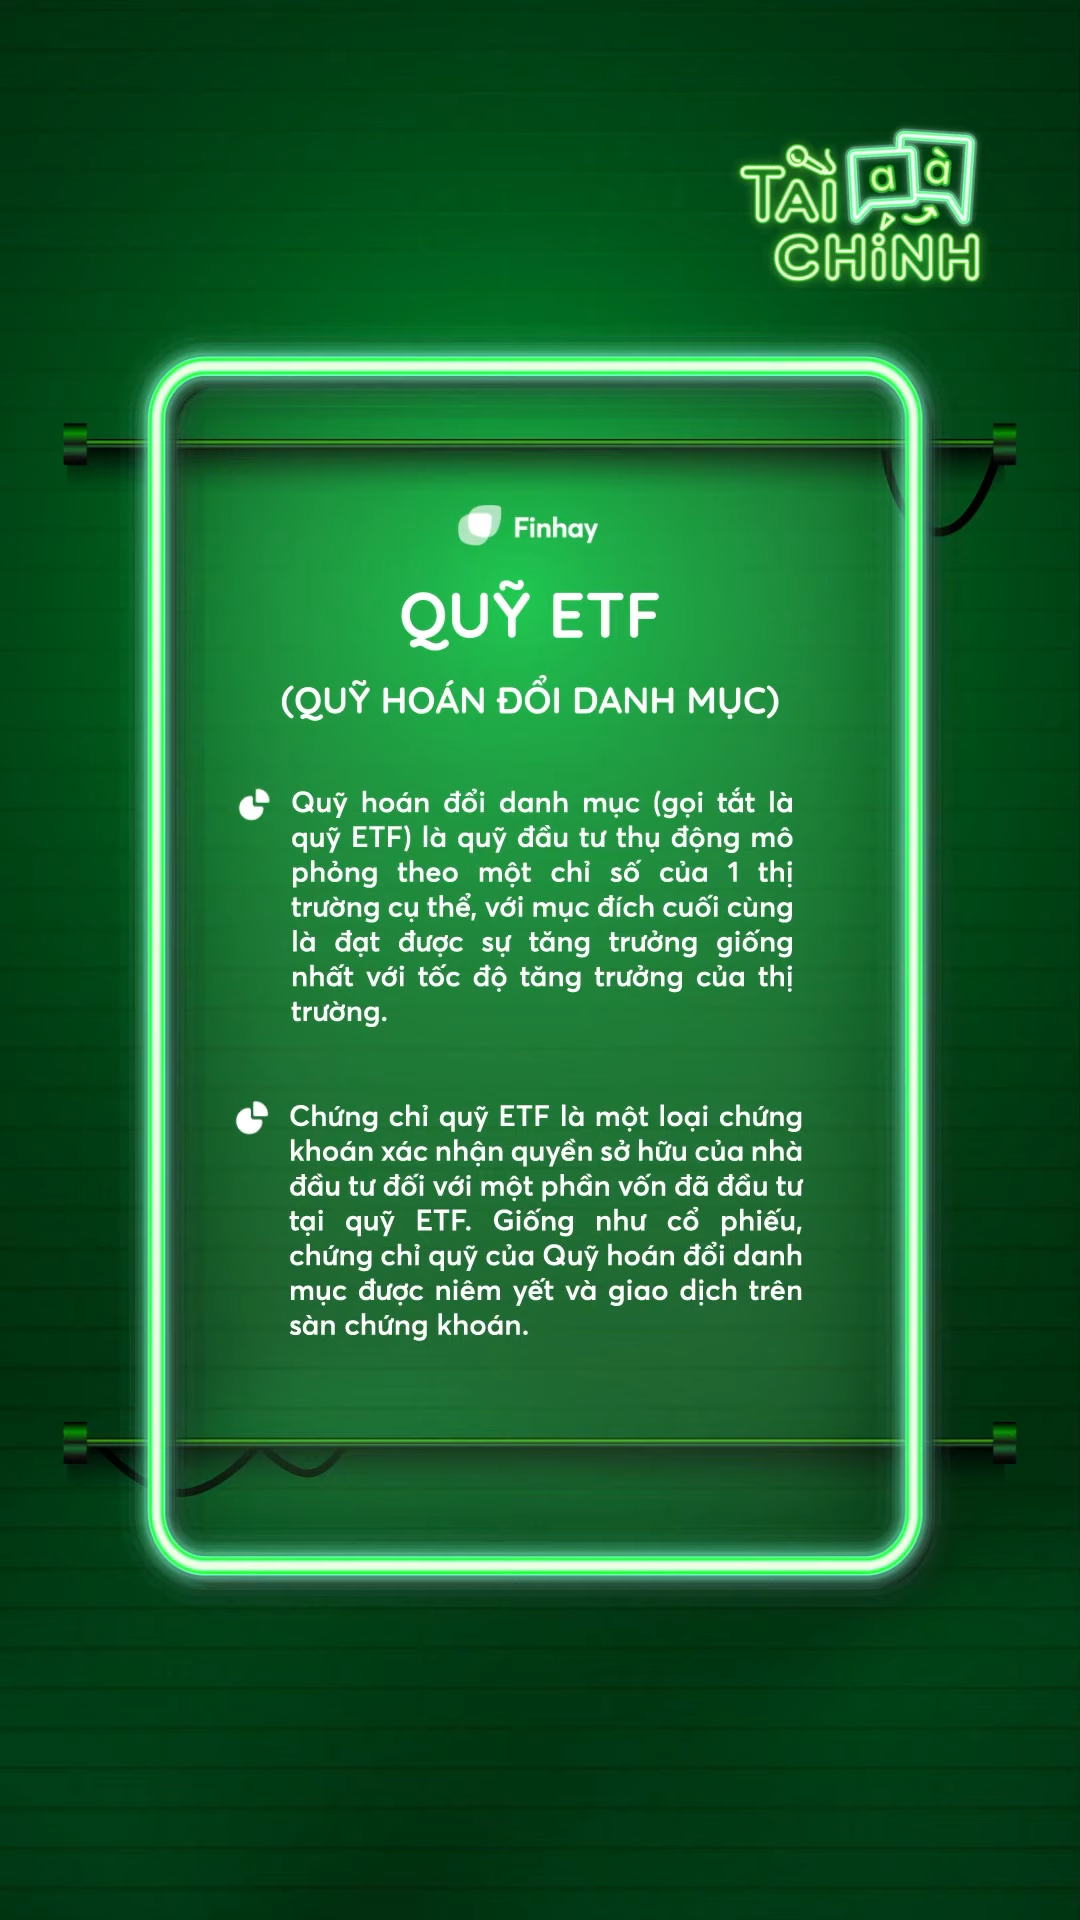 TÀI a à
CHÍNH
Finhay
QUỸ ETF
(QUỸ HOÁN ĐỔI DANH MỤC)
Quỹ hoán đổi danh mục (gọi tắt là
quỹ ETF) là quỹ đầu tư thụ động mô
phỏng theo một chỉ số của 1 thị
trường cụ thể, với mục đích cuối cùng
là đạt được sự tăng trưởng giống
nhất với tốc độ tăng trưởng của thị
trường.
Chứng chỉ quỹ ETF là một loại chứng
khoán xác nhận quyền sở hữu của nhà
đầu tư đối với một phần vốn đã đầu tư
tại quỹ ETF. Giống như cổ phiếu,
chứng chỉ quỹ của Quỹ hoán đổi danh
mục được niêm yết và giao dịch trên
sàn chứng khoán.